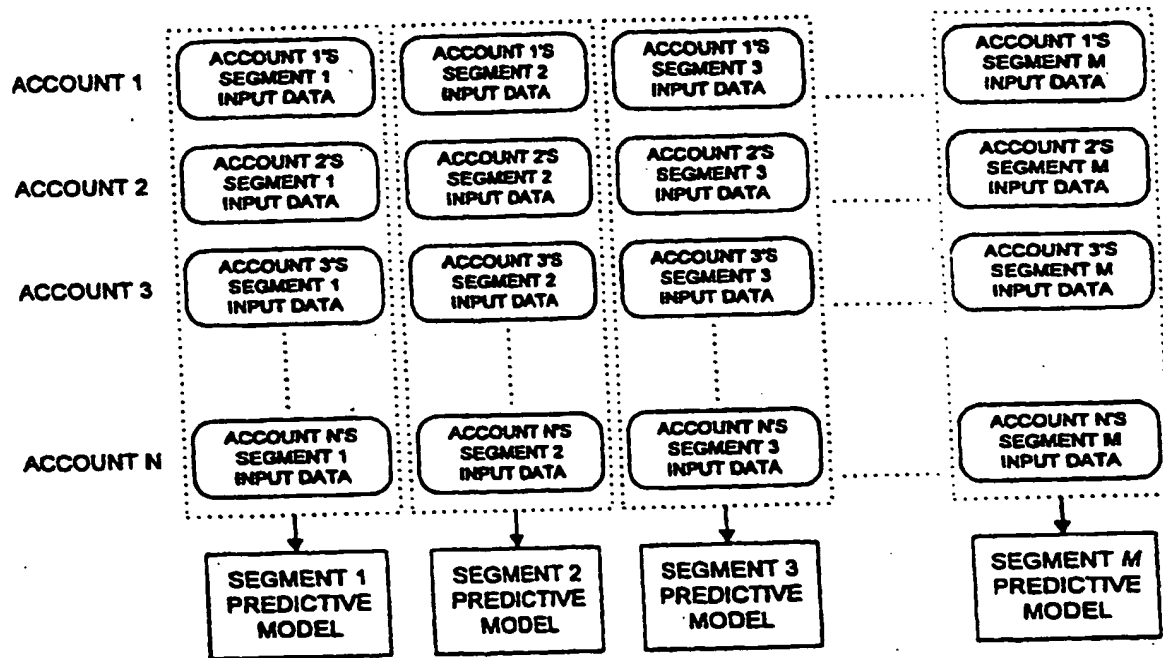 ACCOUNT 1
ACCOUNT 1'S
SEGMENT 1
INPUT DATA
ACCOUNT 1'S
SEGMENT 2
INPUT DATA
ACCOUNT 1'S
SEGMENT 3
INPUT DATA
ACCOUNT 1'S
SEGMENT M
INPUT DATA
ACCOUNT 2
ACCOUNT 2'S
SEGMENT 1
INPUT DATA
ACCOUNT 2'S
SEGMENT 2
INPUT DATA
ACCOUNT 2'S
SEGMENT 3
INPUT DATA
ACCOUNT 2'S
SEGMENT M
INPUT DATA
ACCOUNT 3
ACCOUNT 3'S
SEGMENT 1
INPUT DATA
ACCOUNT 3'S
SEGMENT 2
INPUT DATA
ACCOUNT 3'S
SEGMENT 3
INPUT DATA
ACCOUNT 3'S
SEGMENT M
INPUT DATA
ACCOUNT N
ACCOUNT N'S
SEGMENT 1
INPUT DATA
ACCOUNT N'S
SEGMENT 2
INPUT DATA
ACCOUNT N'S
SEGMENT 3
INPUT DATA
ACCOUNT N'S
SEGMENT M
INPUT DATA
SEGMENT 1
PREDICTIVE
MODEL
SEGMENT 2
PREDICTIVE
MODEL
SEGMENT 3
PREDICTIVE
MODEL
SEGMENT M
PREDICTIVE
MODEL